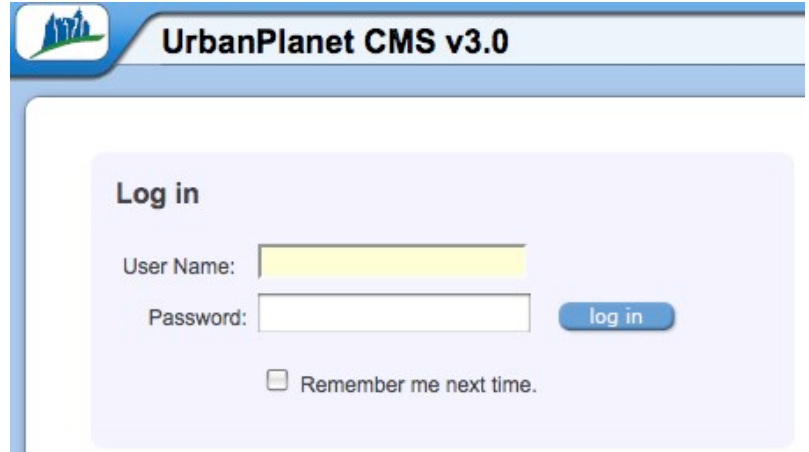 UrbanPlanet CMS v3.0
Log in
User Name:
Password:
log in
Remember me next time.